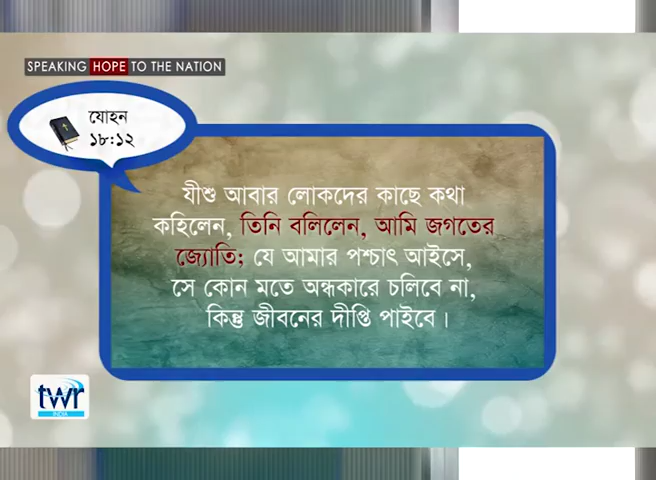 SPEAKING HOPE TO THE NATION
যোহন
১৮:১২
যীশু আবার লোকদের কাছে কথা
কহিলেন, তিনি বলিলেন, আমি জগতের
জ্যোতি; যে আমার পশ্চাৎ আইসে,
সে কোন মতে অন্ধকারে চলিবে না,
কিন্তু জীবনের দীপ্তি পাইবে।
twr
INDIA